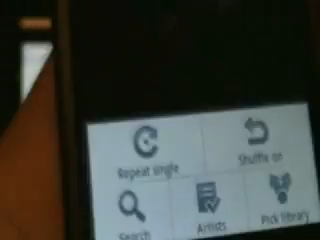 Repeat single
Shuffle on
Search
Artists
Pick library